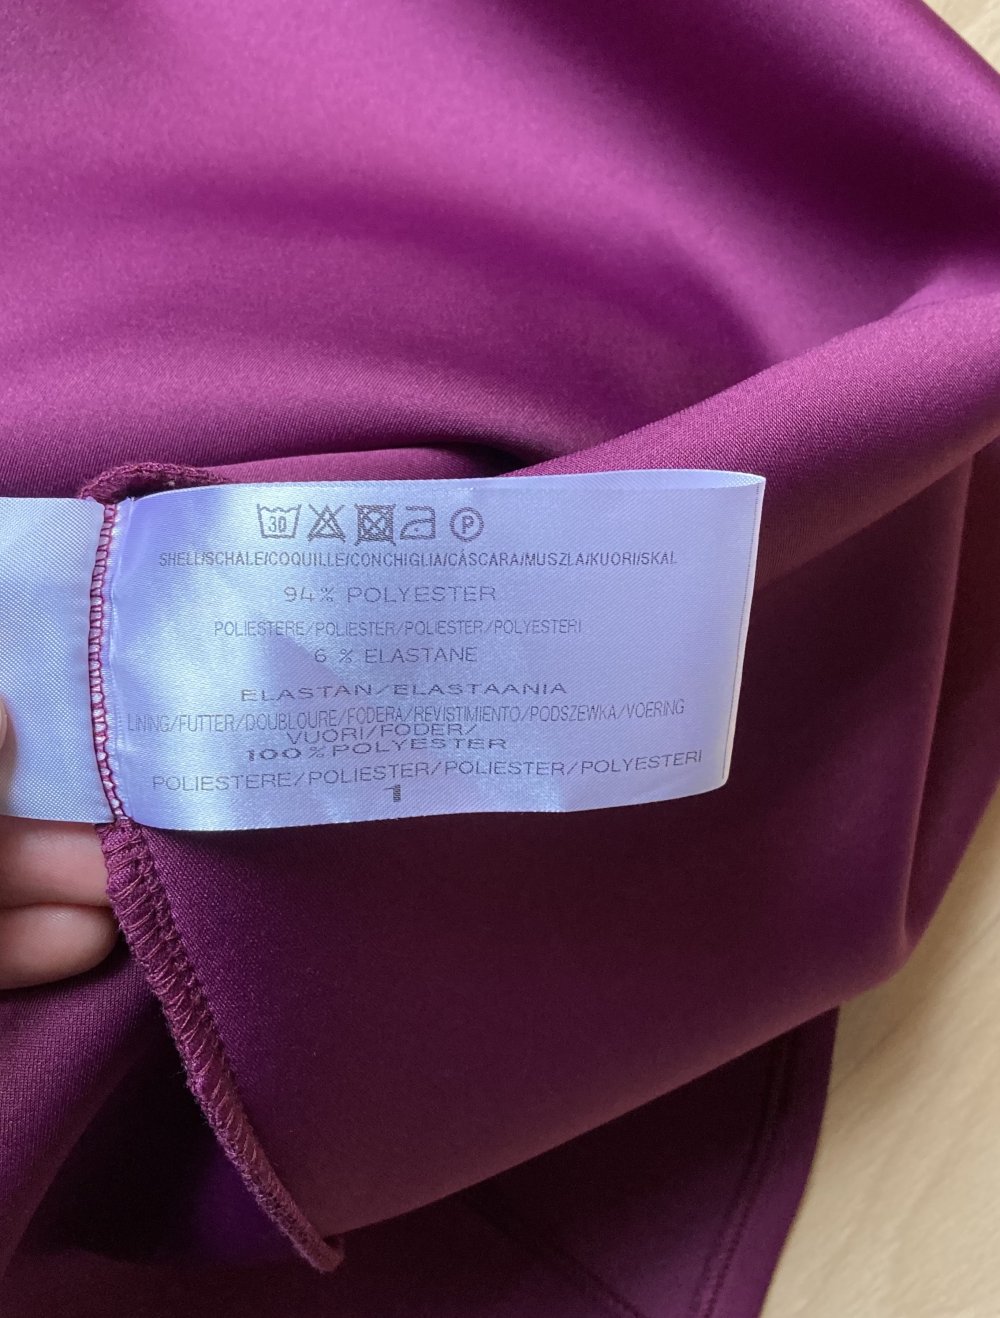 30 P
SHELL/SCHALE/COQUILLE/CONCHIGLIA/CÁSCARA/MUSZLA/KUORI/SKAL
94% POLYESTER
POLIESTERE/POLIESTER/POLIESTER/POLYESTERI
6 % ELASTANE
ELASTAN/ELASTAANIA
LINING/FUTTER/DOUBLOURE/FODERA/REVISTIMIENTO/PODSZEWKA/VOERING
VUORI/FODER/
100%POLYESTER
POLIESTERE/POLIESTER/POLIESTER/POLYESTERI
1